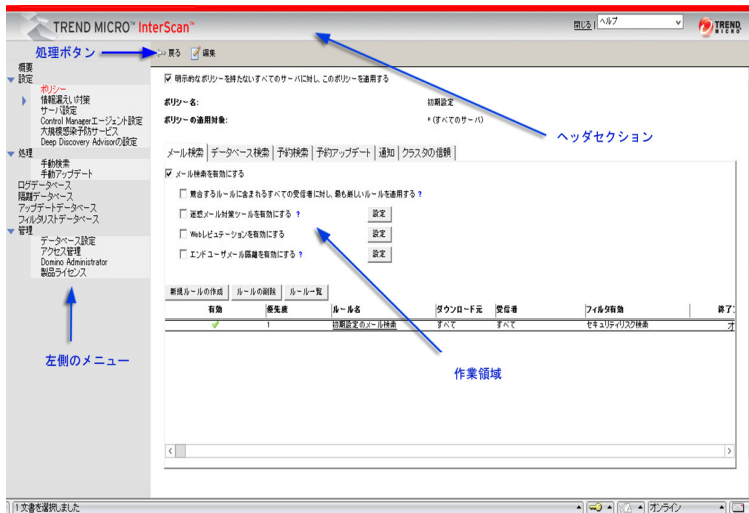 TREND MICRO™ InterScan™
閉じる ヘルプ
TREND MICRO
処理ボタン
戻る 編集
概要
設定
ポリシー
情報漏えい対策
サーバ設定
Control Managerエージェント設定
大規模感染予防サービス
Deep Discovery Advisorの設定
処理
手動検索
手動アップデート
ログデータベース
隔離データベース
アップデートデータベース
フィルタリストデータベース
管理
データベース設定
アクセス管理
Domino Administrator
製品ライセンス
左側のメニュー
明示的なポリシーを持たないすべてのサーバに対し、このポリシーを適用する
ポリシー名: 初期設定
ポリシーの適用対象: * (すべてのサーバ)
ヘッダセクション
メール検索 データベース検索 予約検索 予約アップデート 通知 クラスタの信頼
メール検索を有効にする
競合するルールに含まれるすべての受信者に対し、最も厳しいルールを適用する ?
迷惑メール対策ツールを有効にする ? 設定
Webレピュテーションを有効にする 設定
エンドユーザメール隔離を有効にする ? 設定
新規ルールの作成 ルールの削除 ルール一覧
有効 優先度 ルール名 ダウンロード元 受信者 フィルタ有効 終了
1 初期設定のメール検索 すべて すべて セキュリティリスク検索 オ
作業領域
1文書を選択しました オンライン